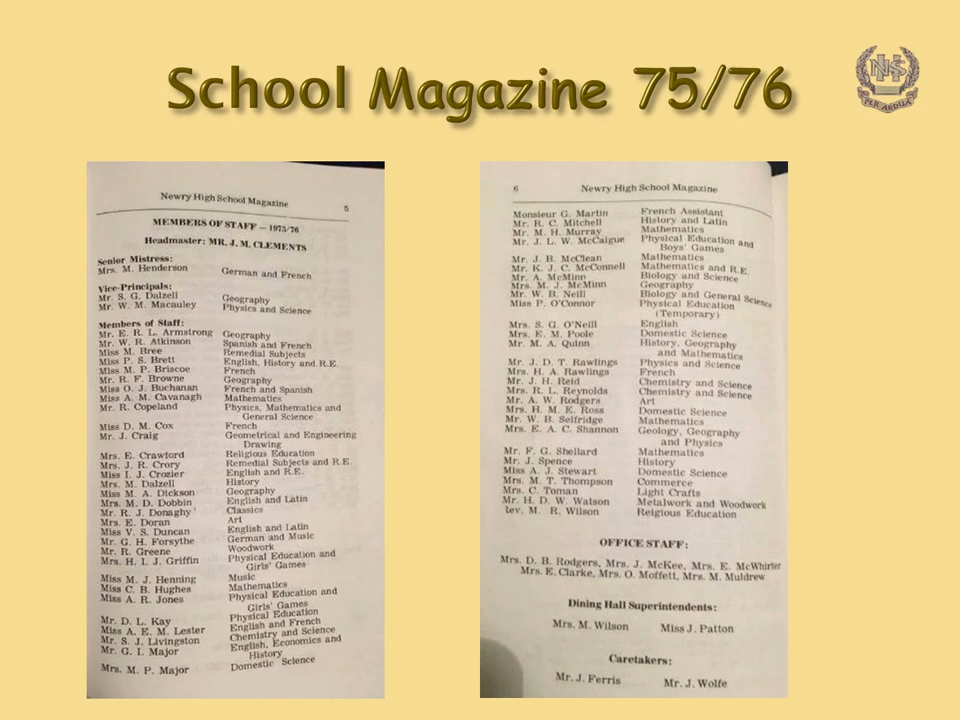 School Magazine 75/76
NHS
PER ARDUA
Newry High School Magazine 5
MEMBERS OF STAFF — 1975/76
Headmaster: MR. J. M. CLEMENTS
Senior Mistress:
Mrs. M. Henderson German and French
Vice-Principals:
Mr. S. G. Dalzell Geography
Mr. W. M. Macauley Physics and Science
Members of Staff:
Mr. E. R. L. Armstrong Geography
Mr. W. R. Atkinson Spanish and French
Miss M. Bree Remedial Subjects
Miss P. S. Brett English, History and R.E.
Miss M. P. Briscoe French
Mr. R. F. Browne Geography
Miss O. J. Buchanan French and Spanish
Miss A. M. Cavanagh Mathematics
Mr. R. Copeland Physics, Mathematics and
General Science
Miss D. M. Cox French
Mr. J. Craig Geometrical and Engineering
Drawing
Mrs. E. Crawford Religious Education
Mrs. J. R. Crory Remedial Subjects and R.E.
Miss I. J. Crozier English and R.E.
Mrs. M. Dalzell History
Miss M. A. Dickson Geography
Mrs. M. D. Dobbin English and Latin
Mr. R. J. Donaghy Classics
Mrs. E. Doran Art
Miss V. S. Duncan English and Latin
Mr. G. H. Forsythe German and Music
Mr. R. Greene Woodwork
Mrs. H. I. J. Griffin Physical Education and
Girls' Games
Miss M. J. Henning Music
Miss C. B. Hughes Mathematics
Miss A. R. Jones Physical Education and
Girls' Games
Mr. D. L. Kay Physical Education
Miss A. E. M. Lester English and French
Mr. S. J. Livingston Chemistry and Science
Mr. G. I. Major English, Economics and
History
Mrs. M. P. Major Domestic Science
6 Newry High School Magazine
Monsieur G. Martin French Assistant
Mr. R. C. Mitchell History and Latin
Mr. M. H. Murray Mathematics
Mr. J. L. W. McCaigue Physical Education and
Boys' Games
Mr. J. B. McClean Mathematics
Mr. K. J. C. McConnell Mathematics and R.E.
Mr. A. McMinn Biology and Science
Mrs. M. J. McMinn Geography
Mr. W. B. Neill Biology and General Science
Miss P. O'Connor Physical Education
(Temporary)
Mrs. S. G. O'Neill English
Mrs. E. M. Poole Domestic Science
Mr. M. A. Quinn History, Geography
and Mathematics
Mr. J. D. T. Rawlings Physics and Science
Mrs. H. A. Rawlings French
Mr. J. H. Reid Chemistry and Science
Mrs. R. L. Reynolds Chemistry and Science
Mr. A. W. Rodgers Art
Mrs. H. M. E. Ross Domestic Science
Mr. W. B. Selfridge Mathematics
Mrs. E. A. C. Shannon Geology, Geography
and Physics
Mr. F. G. Shellard Mathematics
Mr. J. Spence History
Miss A. J. Stewart Domestic Science
Mrs. M. T. Thompson Commerce
Mrs. C. Toman Light Crafts
Mr. H. D. W. Watson Metalwork and Woodwork
Rev. M. R. Wilson Reigious Education
OFFICE STAFF:
Mrs. D. B. Rodgers, Mrs. J. McKee, Mrs. E. McWhirter
Mrs. E. Clarke, Mrs. O. Moffett, Mrs. M. Muldrew
Dining Hall Superintendents:
Mrs. M. Wilson Miss J. Patton
Caretakers:
Mr. J. Ferris Mr. J. Wolfe